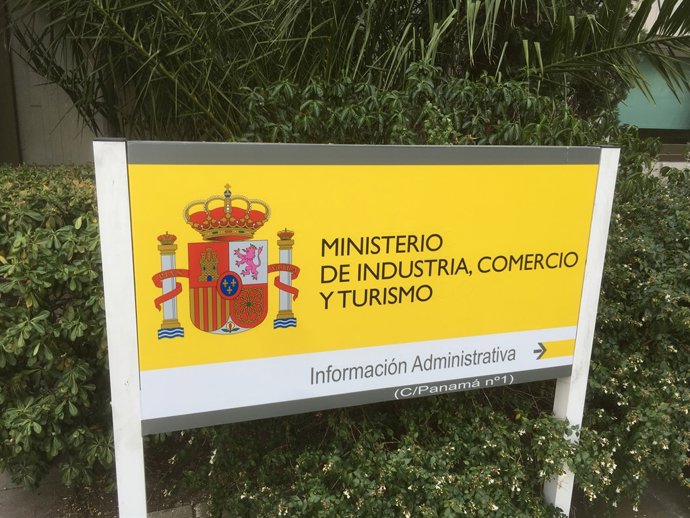 MINISTERIO
DE INDUSTRIA, COMERCIO
Y TURISMO
Información Administrativa
(C/Panamá nº1)